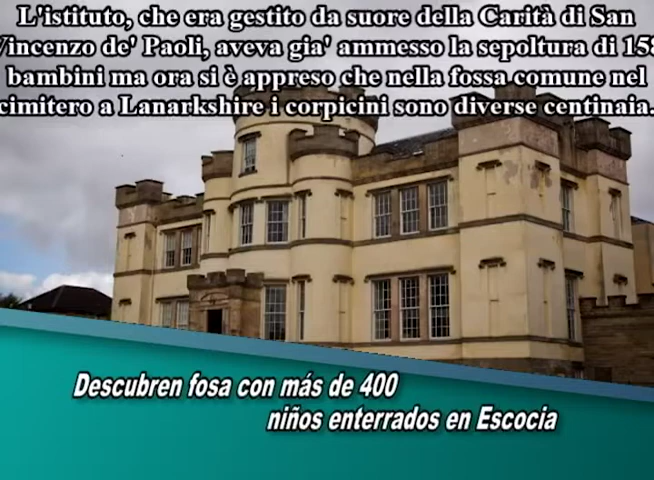 L'istituto, che era gestito da suore della Carità di San
Vincenzo de' Paoli, aveva gia' ammesso la sepoltura di 158
bambini ma ora si è appreso che nella fossa comune nel
cimitero a Lanarkshire i corpicini sono diverse centinaia.
Descubren fosa con más de 400
niños enterrados en Escocia